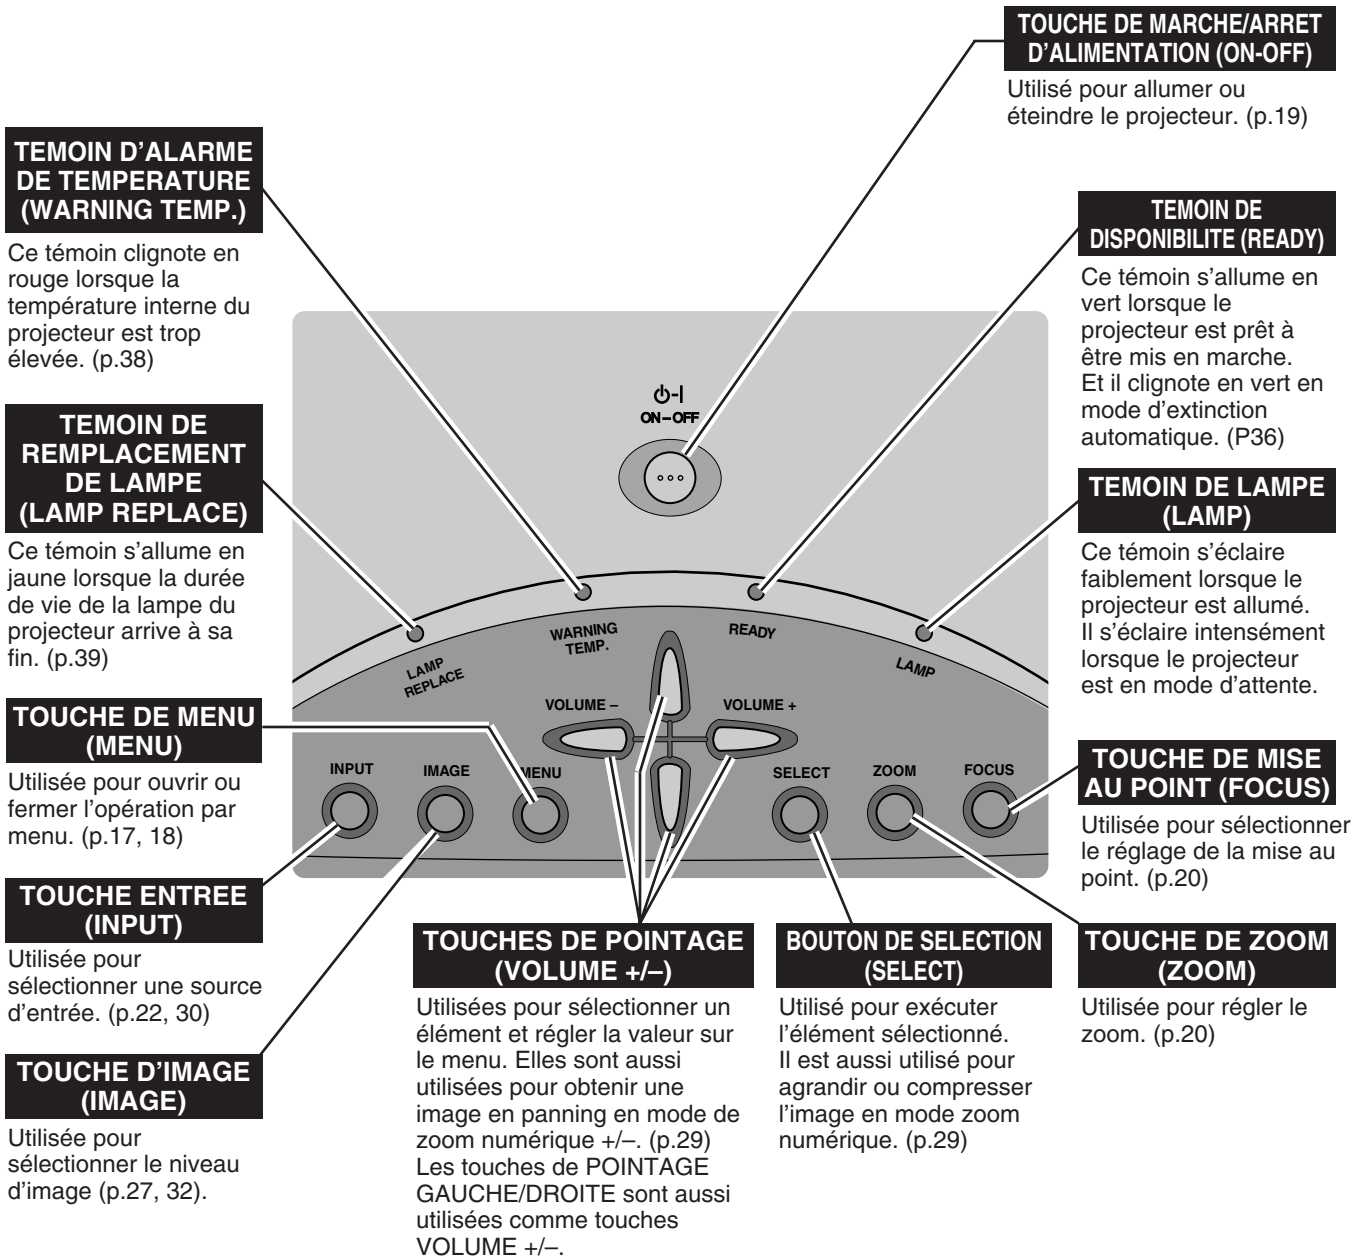 TOUCHE DE MARCHE/ARRET
D’ALIMENTATION (ON-OFF)
Utilisé pour allumer ou
éteindre le projecteur. (p.19)
TEMOIN D’ALARME
DE TEMPERATURE
(WARNING TEMP.)
Ce témoin clignote en
rouge lorsque la
température interne du
projecteur est trop
élevée. (p.38)
TEMOIN DE
DISPONIBILITE (READY)
Ce témoin s’allume en
vert lorsque le
projecteur est prêt à
être mis en marche.
Et il clignote en vert en
mode d’extinction
automatique. (P36)
TEMOIN DE
REMPLACEMENT
DE LAMPE
(LAMP REPLACE)
Ce témoin s’allume en
jaune lorsque la durée
de vie de la lampe du
projecteur arrive à sa
fin. (p.39)
TEMOIN DE LAMPE
(LAMP)
Ce témoin s’éclaire
faiblement lorsque le
projecteur est allumé.
Il s’éclaire intensément
lorsque le projecteur
est en mode d’attente.
ON–OFF
LAMP
REPLACE
WARNING
TEMP.
READY
LAMP
VOLUME –
VOLUME +
INPUT
IMAGE
MENU
SELECT
ZOOM
FOCUS
TOUCHE DE MENU
(MENU)
Utilisée pour ouvrir ou
fermer l’opération par
menu. (p.17, 18)
TOUCHE DE MISE
AU POINT (FOCUS)
Utilisée pour sélectionner
le réglage de la mise au
point. (p.20)
TOUCHE ENTREE
(INPUT)
Utilisée pour
sélectionner une source
d’entrée. (p.22, 30)
TOUCHE D’IMAGE
(IMAGE)
Utilisée pour
sélectionner le niveau
d’image (p.27, 32).
TOUCHES DE POINTAGE
(VOLUME +/–)
Utilisées pour sélectionner un
élément et régler la valeur sur
le menu. Elles sont aussi
utilisées pour obtenir une
image en panning en mode de
zoom numérique +/–. (p.29)
Les touches de POINTAGE
GAUCHE/DROITE sont aussi
utilisées comme touches
VOLUME +/–.
BOUTON DE SELECTION
(SELECT)
Utilisé pour exécuter
l’élément sélectionné.
Il est aussi utilisé pour
agrandir ou compresser
l’image en mode zoom
numérique. (p.29)
TOUCHE DE ZOOM
(ZOOM)
Utilisée pour régler le
zoom. (p.20)